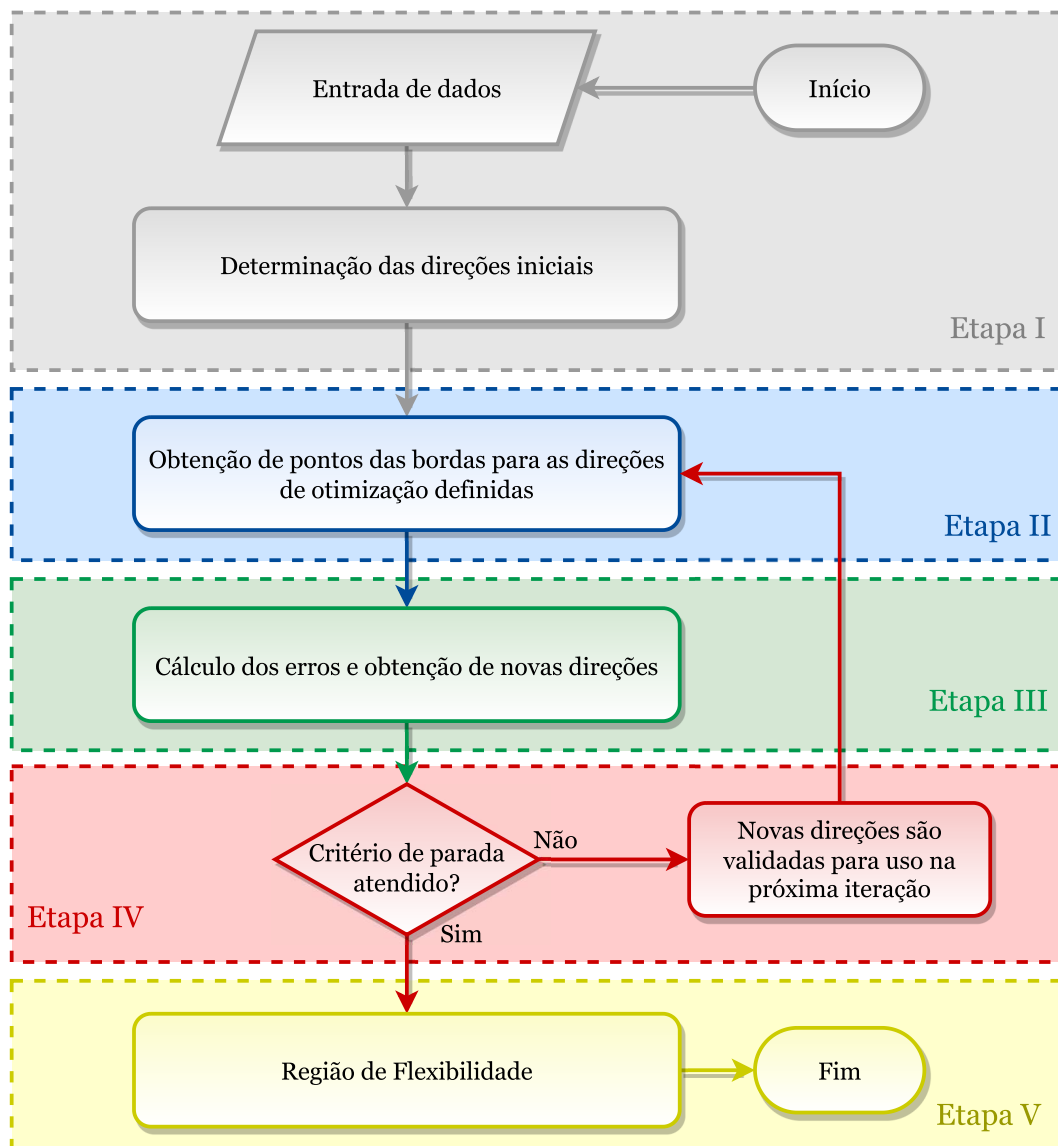 Entrada de dados
Início
Determinação das direções iniciais
Etapa I
Obtenção de pontos das bordas para as direções
de otimização definidas
Etapa II
Cálculo dos erros e obtenção de novas direções
Etapa III
Critério de parada
atendido?
Não
Sim
Novas direções são
validadas para uso na
próxima iteração
Etapa IV
Região de Flexibilidade
Fim
Etapa V